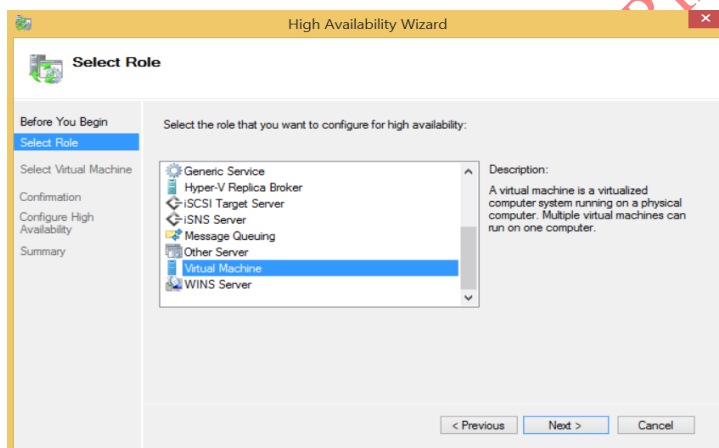 High Availability Wizard
Select Role
Before You Begin
Select Role
Select Virtual Machine
Confirmation
Configure High
Availability
Summary
Select the role that you want to configure for high availability:
Generic Service
Hyper-V Replica Broker
iSCSI Target Server
iSNS Server
Message Queuing
Other Server
Virtual Machine
WINS Server
Description:
A virtual machine is a virtualized
computer system running on a physical
computer. Multiple virtual machines can
run on one computer.
< Previous
Next >
Cancel